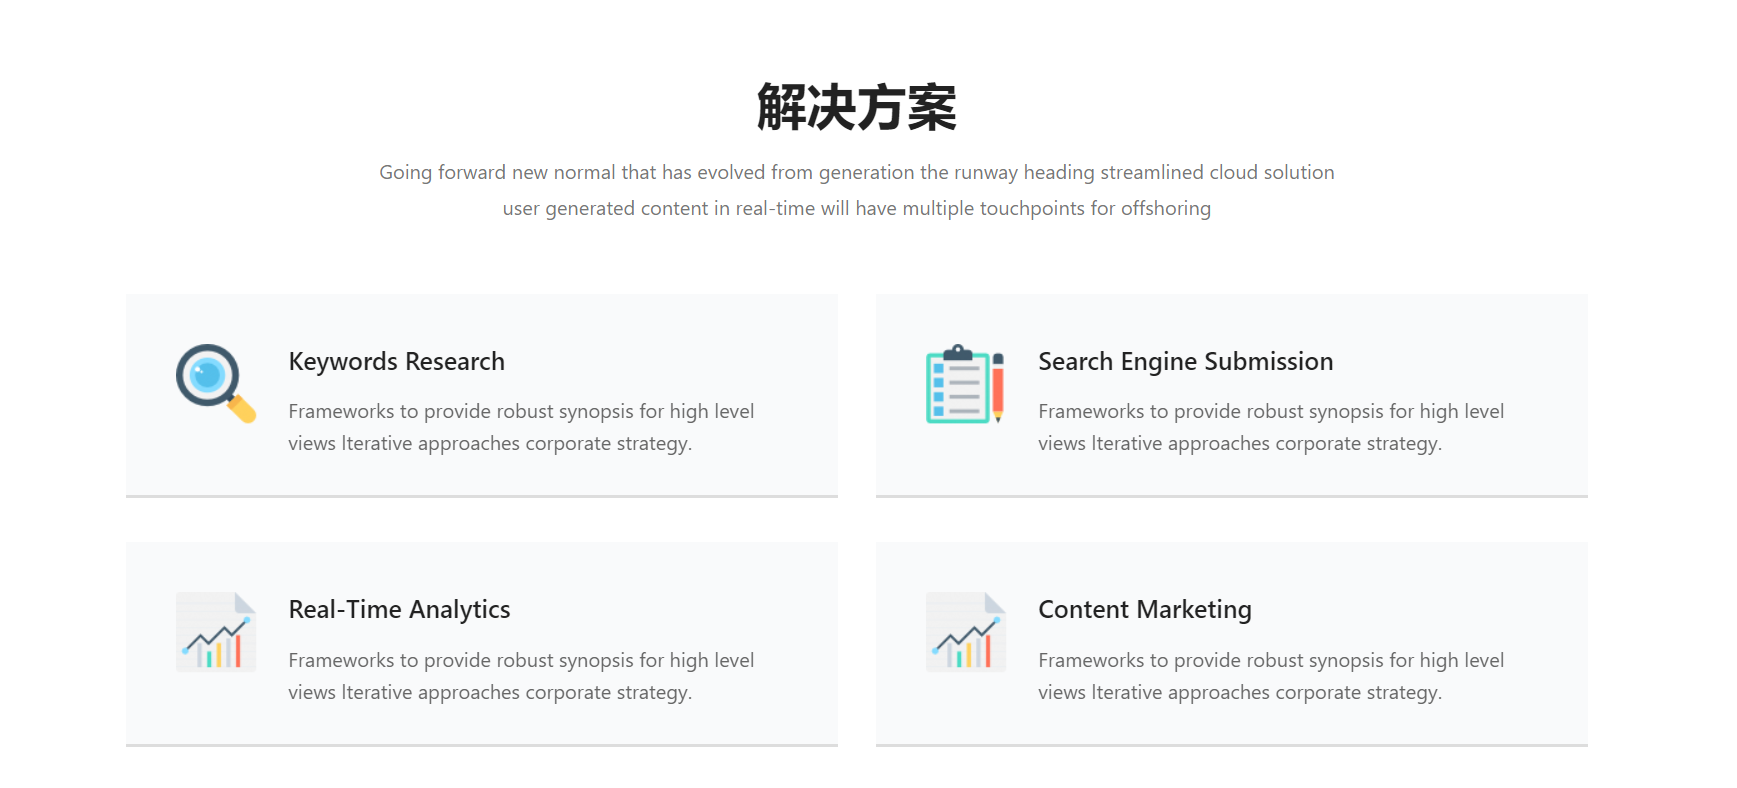 解决方案
Going forward new normal that has evolved from generation the runway heading streamlined cloud solution
user generated content in real-time will have multiple touchpoints for offshoring
Keywords Research
Frameworks to provide robust synopsis for high level
views lterative approaches corporate strategy.
Search Engine Submission
Frameworks to provide robust synopsis for high level
views lterative approaches corporate strategy.
Real-Time Analytics
Frameworks to provide robust synopsis for high level
views lterative approaches corporate strategy.
Content Marketing
Frameworks to provide robust synopsis for high level
views lterative approaches corporate strategy.